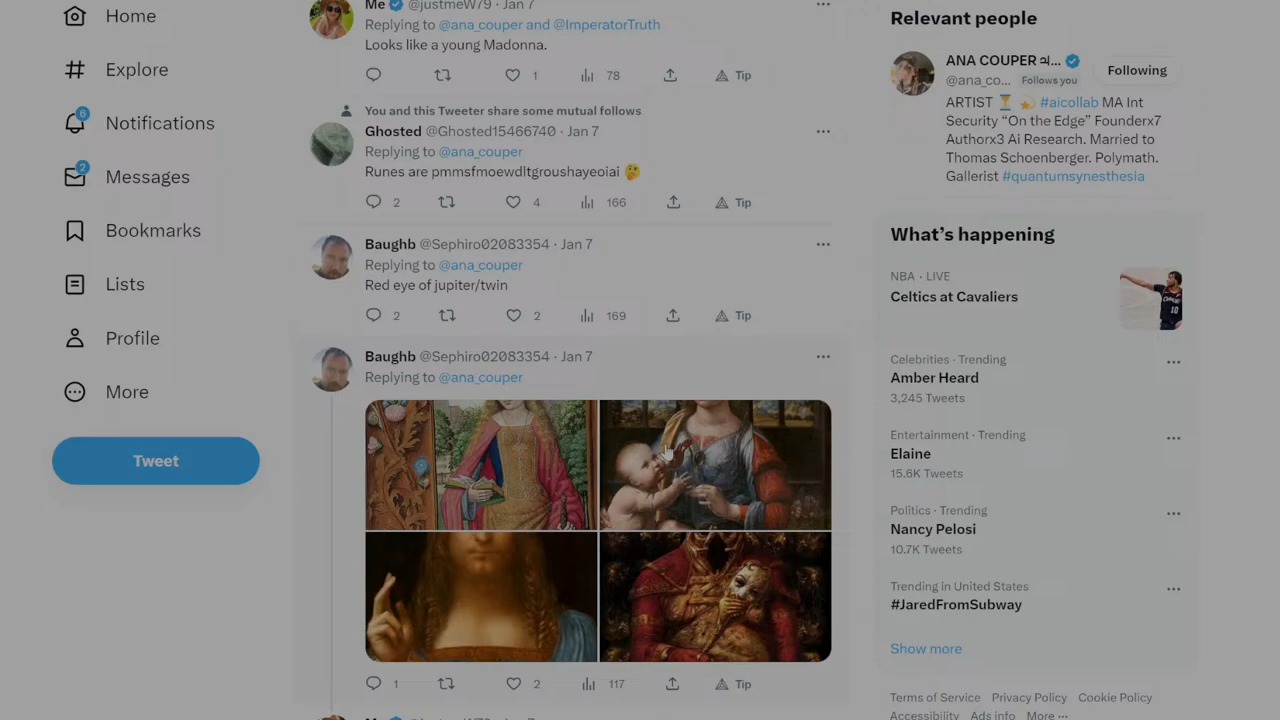 Home
Explore
6
Notifications
2
Messages
Bookmarks
Lists
Profile
More
Tweet
Me @justmeW79 · Jan 7
Replying to @ana_couper and @ImperatorTruth
Looks like a young Madonna.
1 78 Tip
You and this Tweeter share some mutual follows
Ghosted @Ghosted15466740 · Jan 7
Replying to @ana_couper
Runes are pmmsfmoewdltgroushayeoiai 🤔
2 4 166 Tip
Baughb @Sephiro02083354 · Jan 7
Replying to @ana_couper
Red eye of jupiter/twin
2 2 169 Tip
Baughb @Sephiro02083354 · Jan 7
Replying to @ana_couper
1 2 117 Tip
Relevant people
ANA COUPER ♃...
@ana_co... Follows you
Following
ARTIST ⏳ 💫 #aicollab MA Int
Security “On the Edge” Founderx7
Authorx3 Ai Research. Married to
Thomas Schoenberger. Polymath.
Gallerist #quantumsynesthesia
What’s happening
NBA · LIVE
Celtics at Cavaliers
10
Celebrities · Trending
Amber Heard
3,245 Tweets
Entertainment · Trending
Elaine
15.6K Tweets
Politics · Trending
Nancy Pelosi
10.7K Tweets
Trending in United States
#JaredFromSubway
Show more
Terms of Service Privacy Policy Cookie Policy
Accessibility Ads info More ...